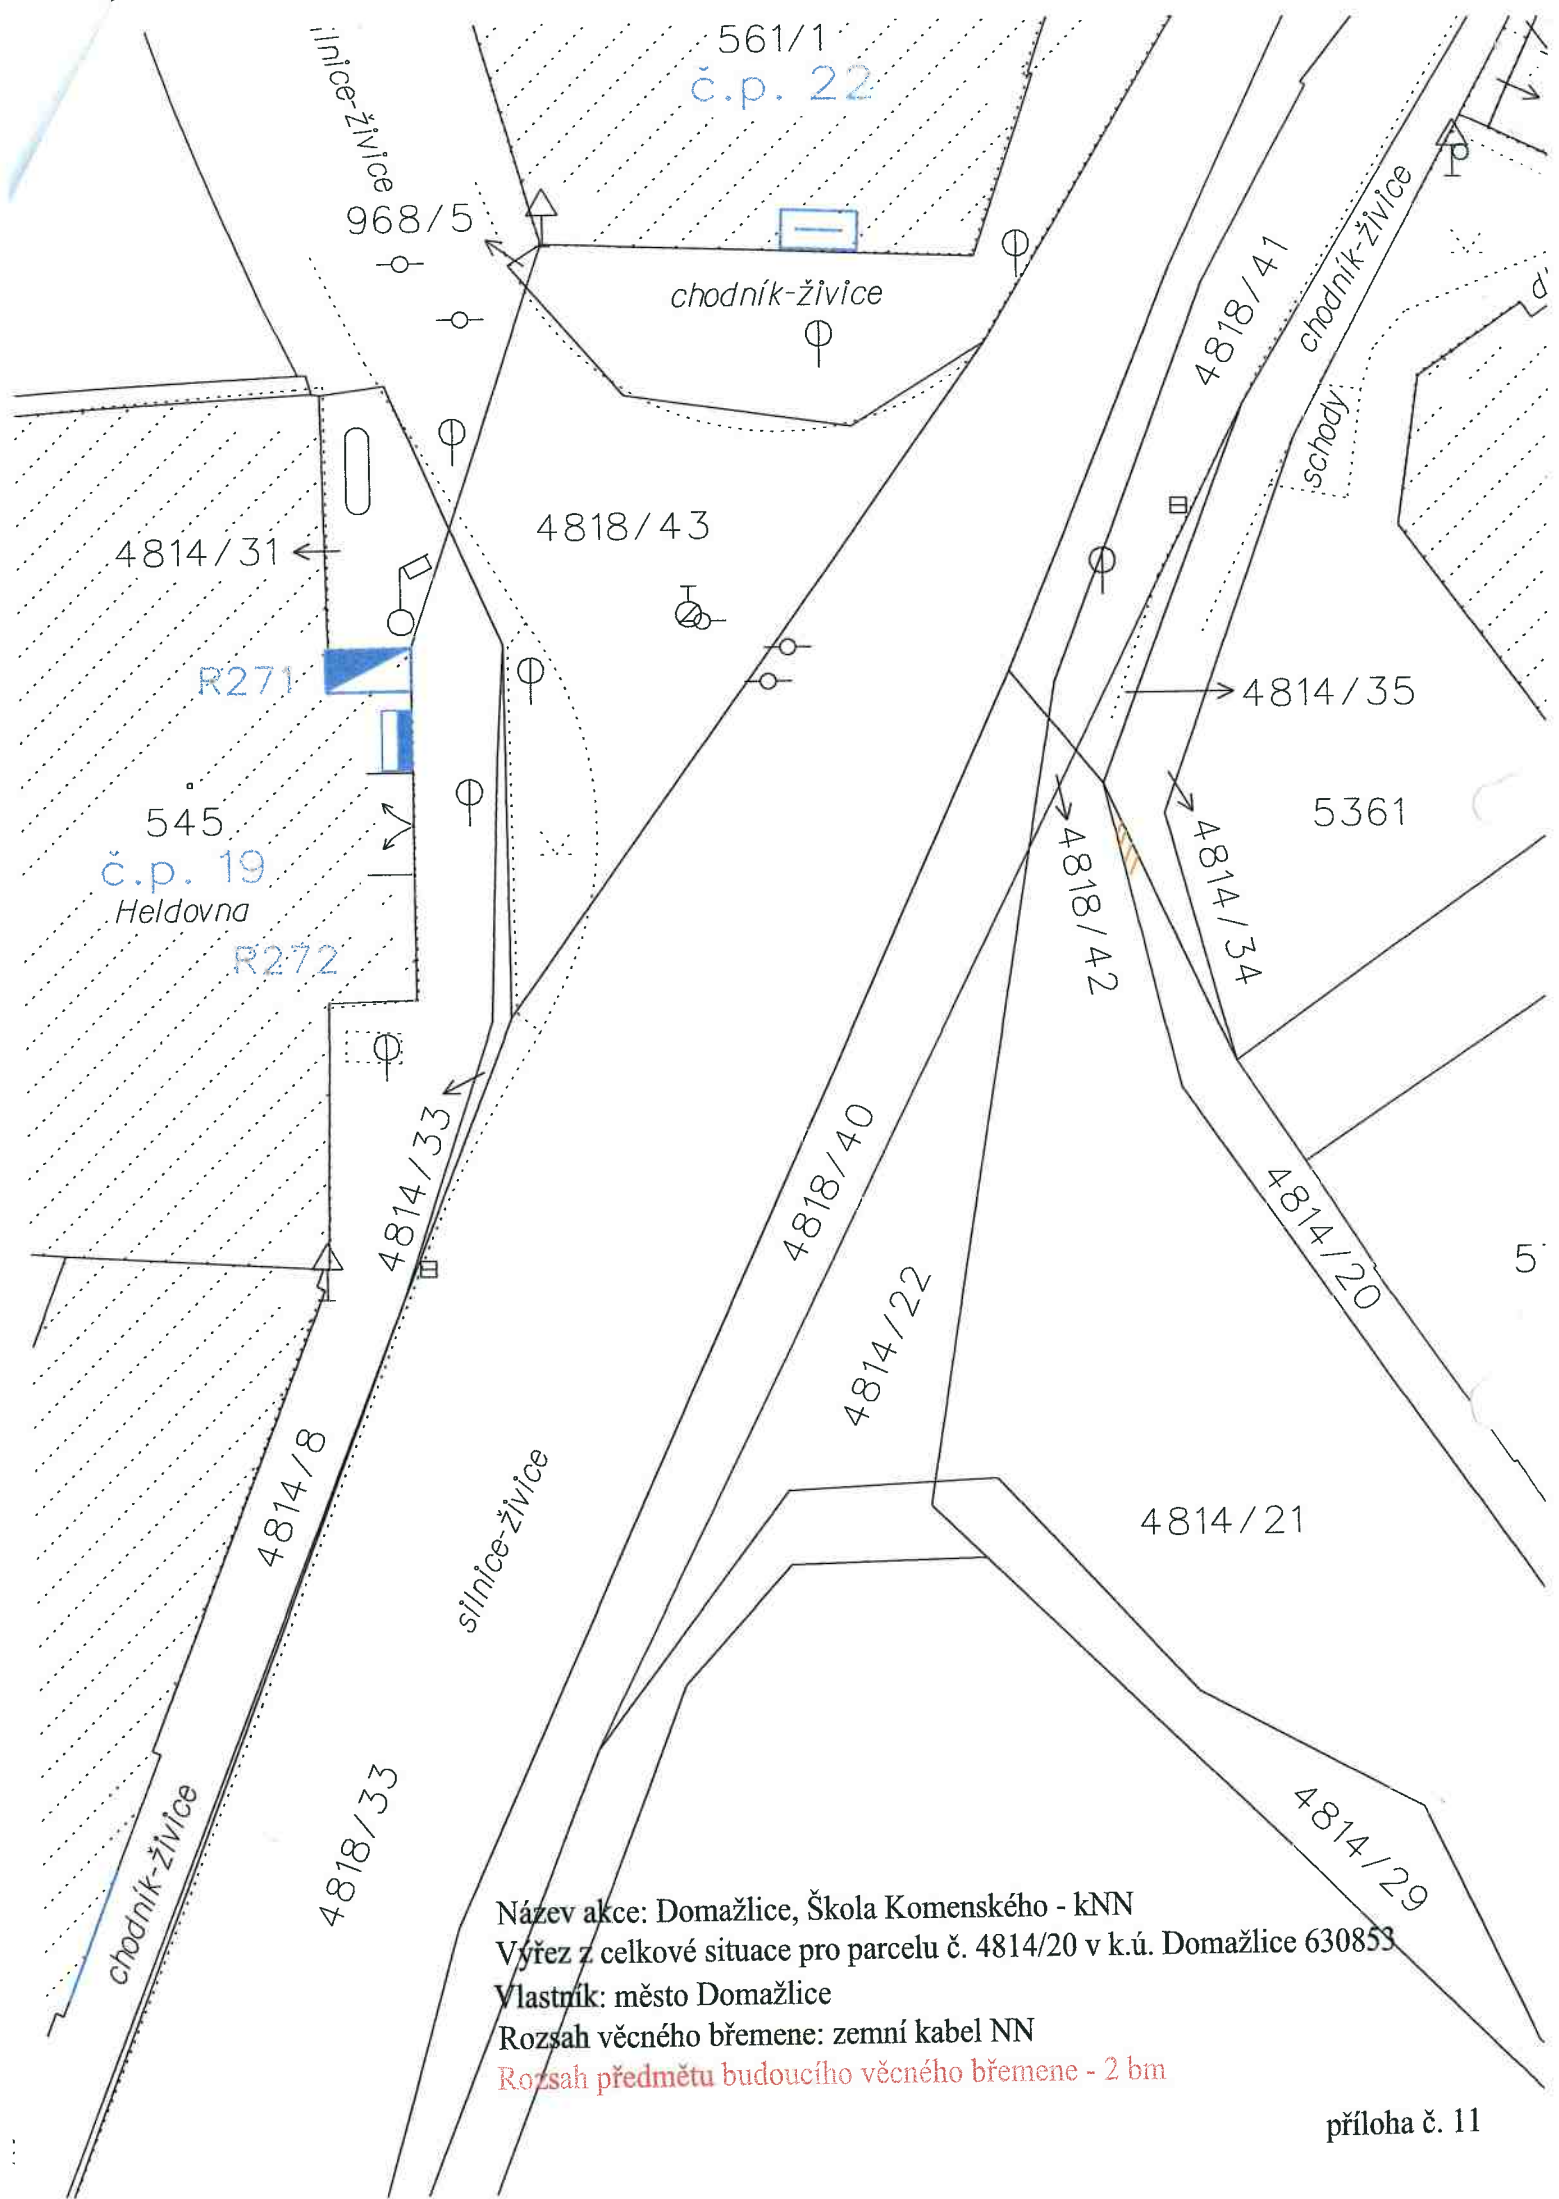 561/1
č.p. 22
ilnice-živice
968/5
chodník-živice
4818/41
chodník-živice
schody
d
4818/43
4814/31
R271
4814/35
545
č.p. 19
Heldovna
R272
5361
4818/42
4814/34
4814/33
4818/40
4814/20
5
4814/22
4814/8
silnice-živice
4814/21
4818/33
chodník-živice
4814/29
Název akce: Domažlice, Škola Komenského - kNN
Výřez z celkové situace pro parcelu č. 4814/20 v k.ú. Domažlice 630853
Vlastník: město Domažlice
Rozsah věcného břemene: zemní kabel NN
Rozsah předmětu budoucího věcného břemene - 2 bm
příloha č. 11